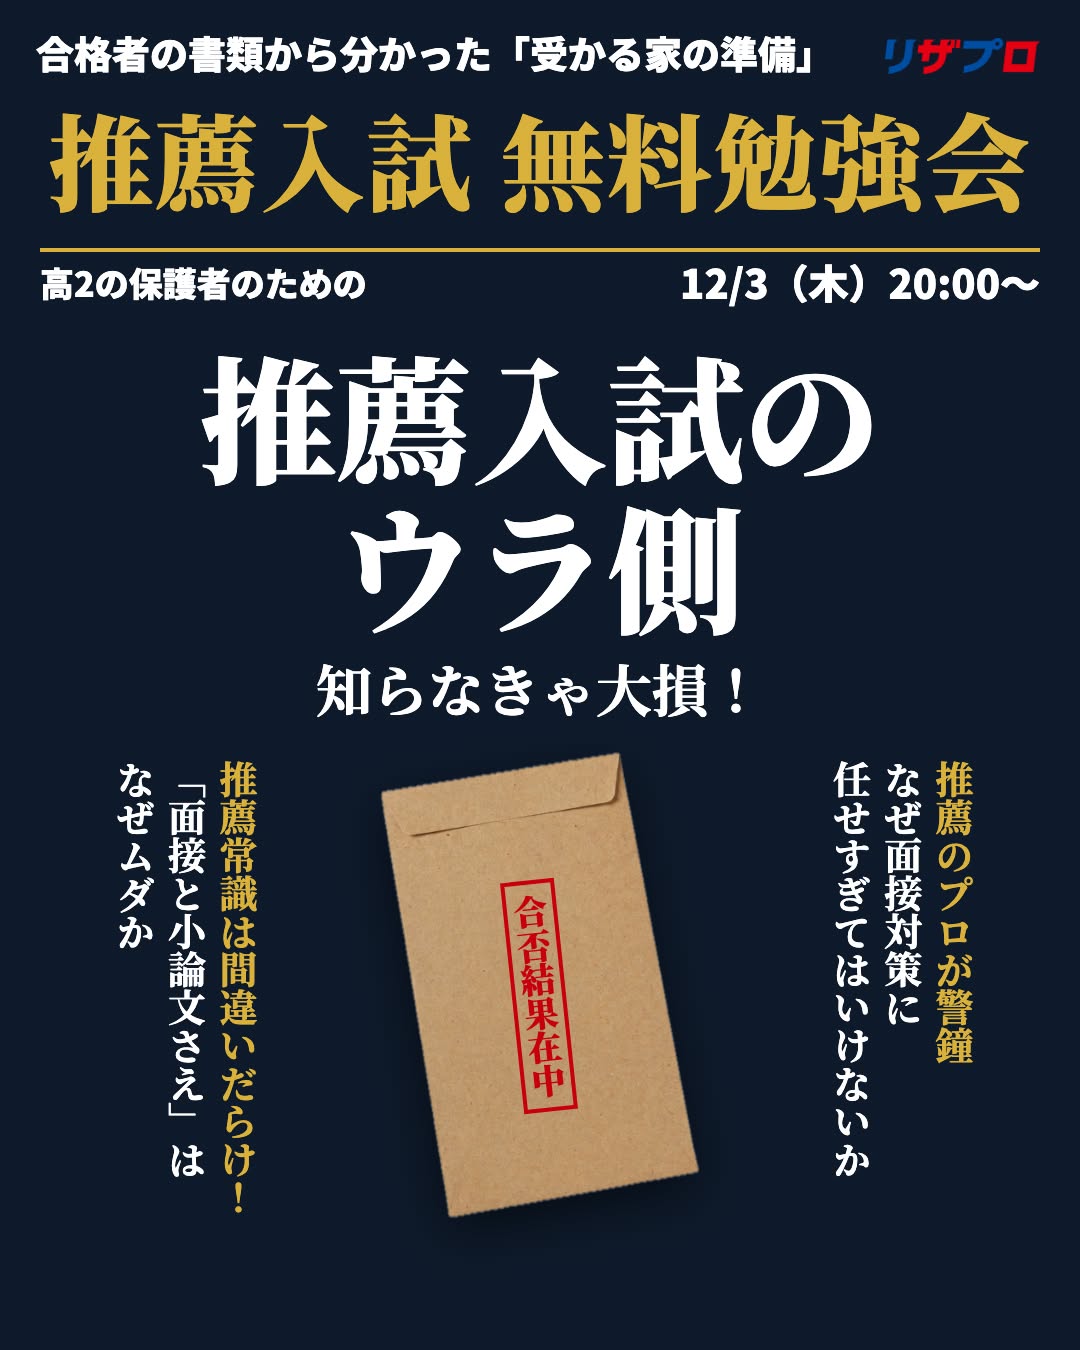 合格者の書類から分かった「受かる家の準備」
リザプロ
推薦入試 無料勉強会
高2の保護者のための
12/3（木）20:00〜
推薦入試の
ウラ側
知らなきゃ大損！
推薦のプロが警鐘
なぜ面接対策に
任せすぎてはいけないか
合否結果在中
推薦常識は間違いだらけ！
「面接と小論文さえ」は
なぜムダか